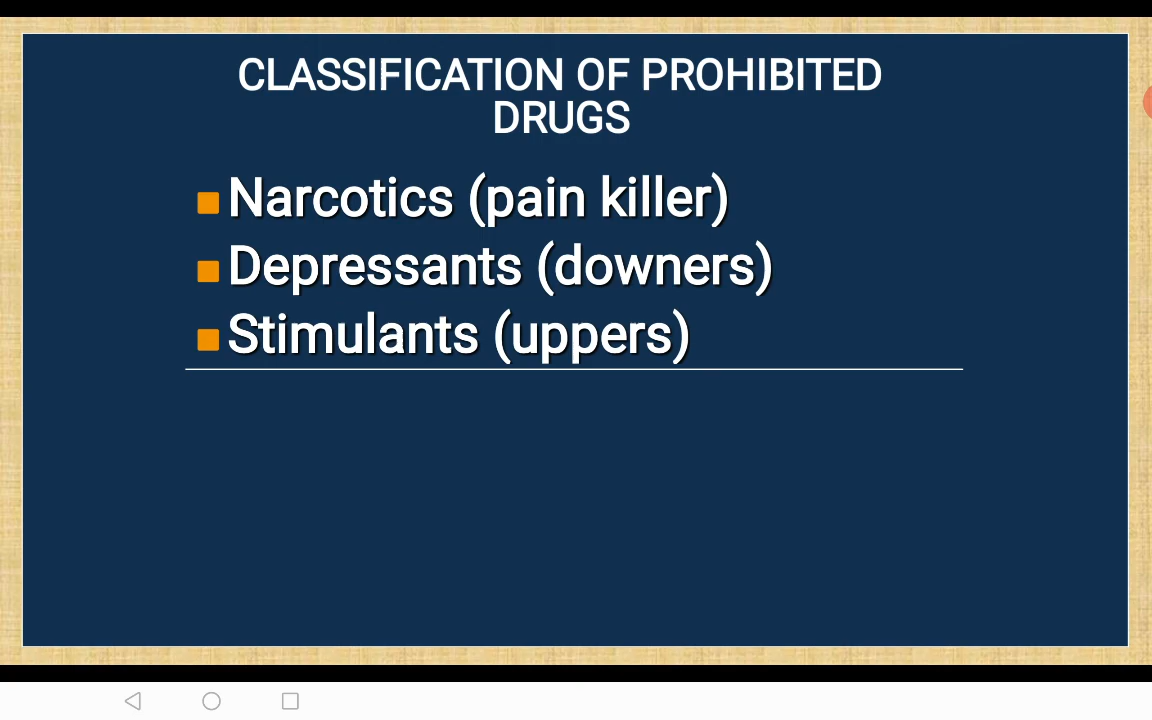 CLASSIFICATION OF PROHIBITED
DRUGS
Narcotics (pain killer)
Depressants (downers)
Stimulants (uppers)